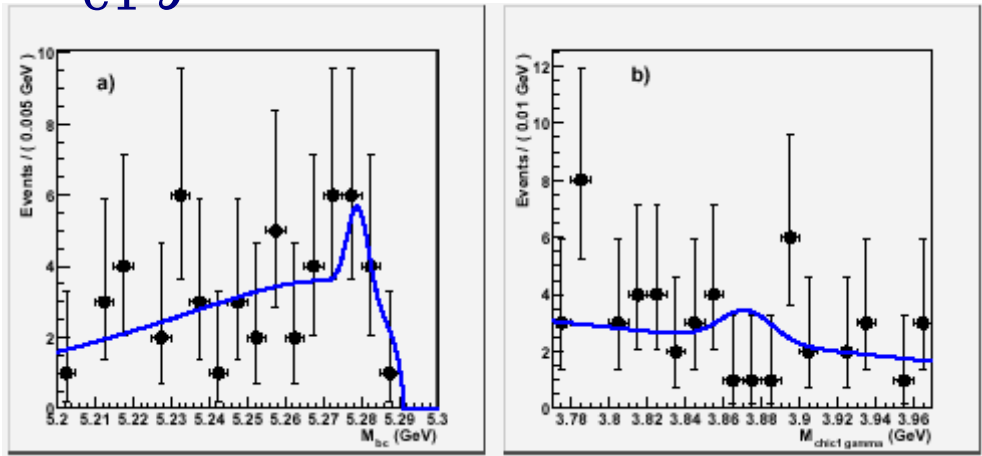 a)
Events / ( 0.005 GeV )
10
8
6
4
2
0
5.2 5.21 5.22 5.23 5.24 5.25 5.26 5.27 5.28 5.29 5.3
M_bc (GeV)
b)
Events / ( 0.01 GeV )
12
10
8
6
4
2
0
3.78 3.8 3.82 3.84 3.86 3.88 3.9 3.92 3.94 3.96
M_chic1 gamma (GeV)